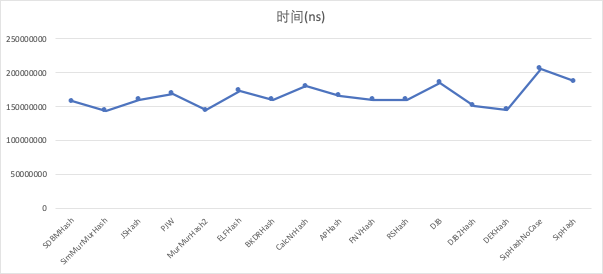 时间(ns)
250000000
200000000
150000000
100000000
50000000
0
SDBMHash
SimMurMurHash
JSHash
PJW
MurMurHash2
ELFHash
BKDRHash
CalcNrHash
APHash
FNVHash
RSHash
DJB
DJB2Hash
DEKHash
SipHashNoCase
SipHash